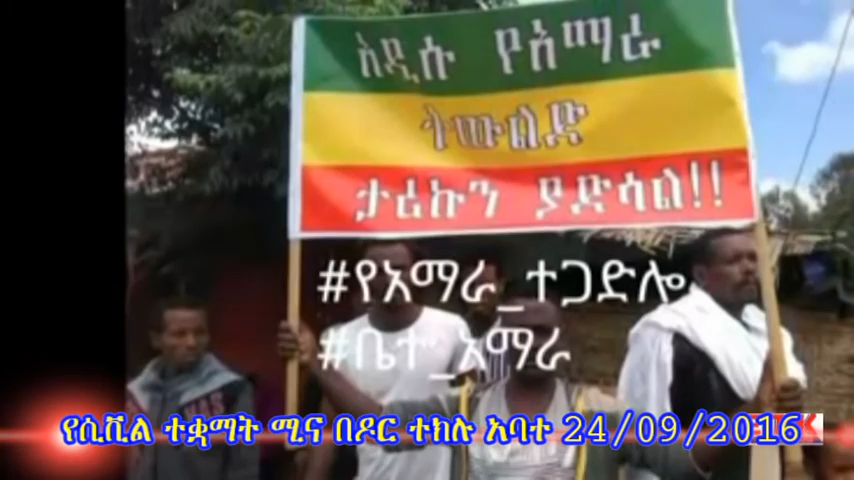 አዲሱ የአማራ
ትውልድ
ታሪኩን ያድሳል!!
#የአማራ_ተጋድሎ
#ቤተ_አማራ
የሲቪል ተቋማት ሚና በዶር ተክሉ አባተ 24/09/2016